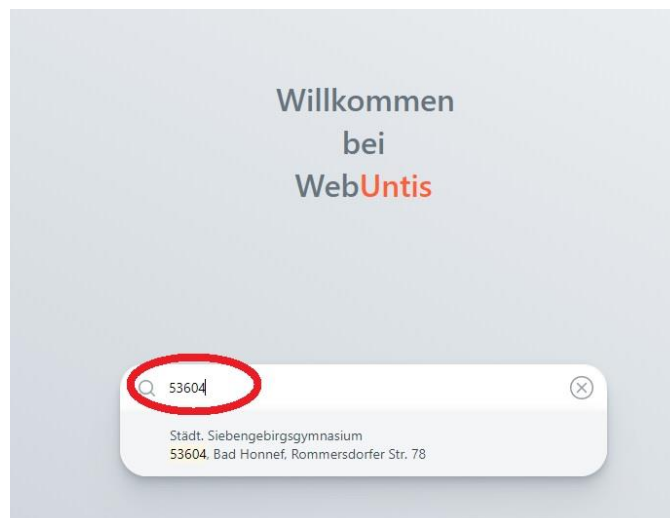 Willkommen
bei
WebUntis
53604
Städt. Siebengebirgsgymnasium
53604, Bad Honnef, Rommersdorfer Str. 78